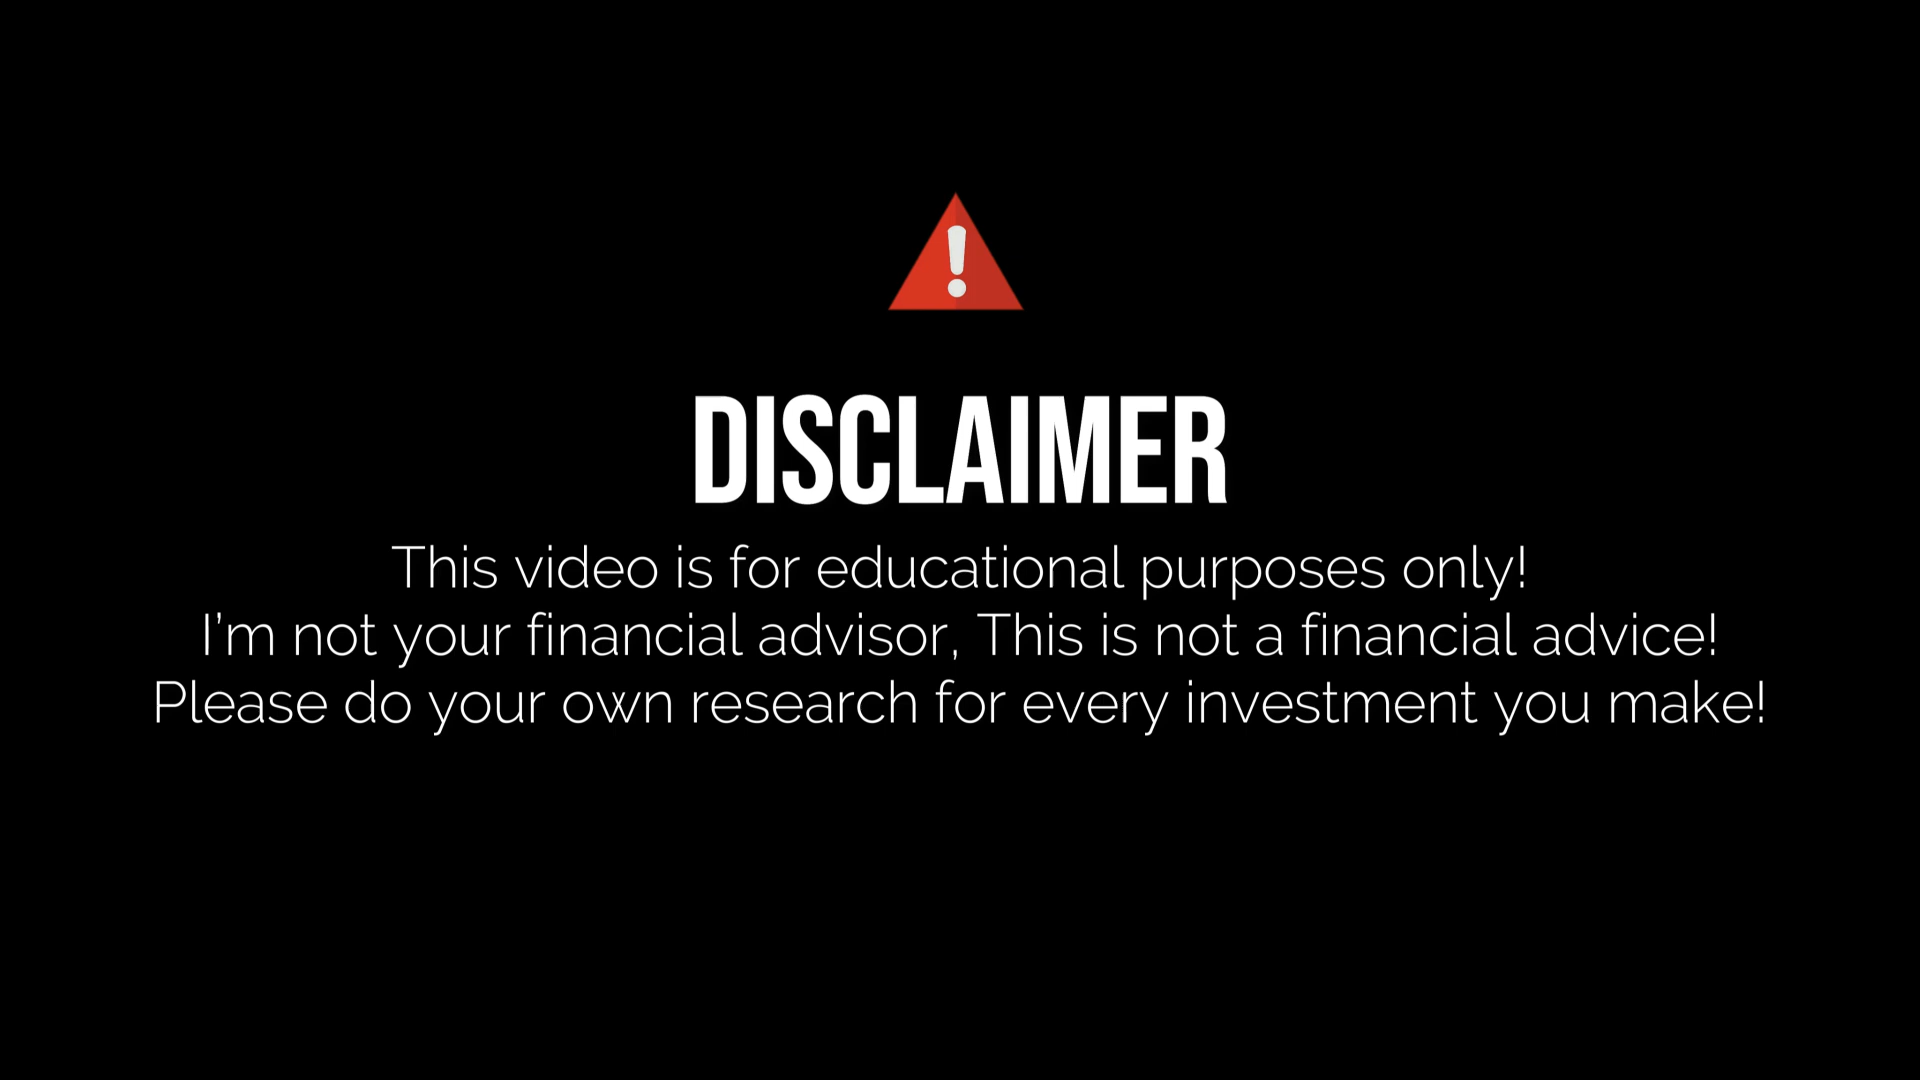 DISCLAIMER
This video is for educational purposes only!
I'm not your financial advisor, This is not a financial advice!
Please do your own research for every investment you make!